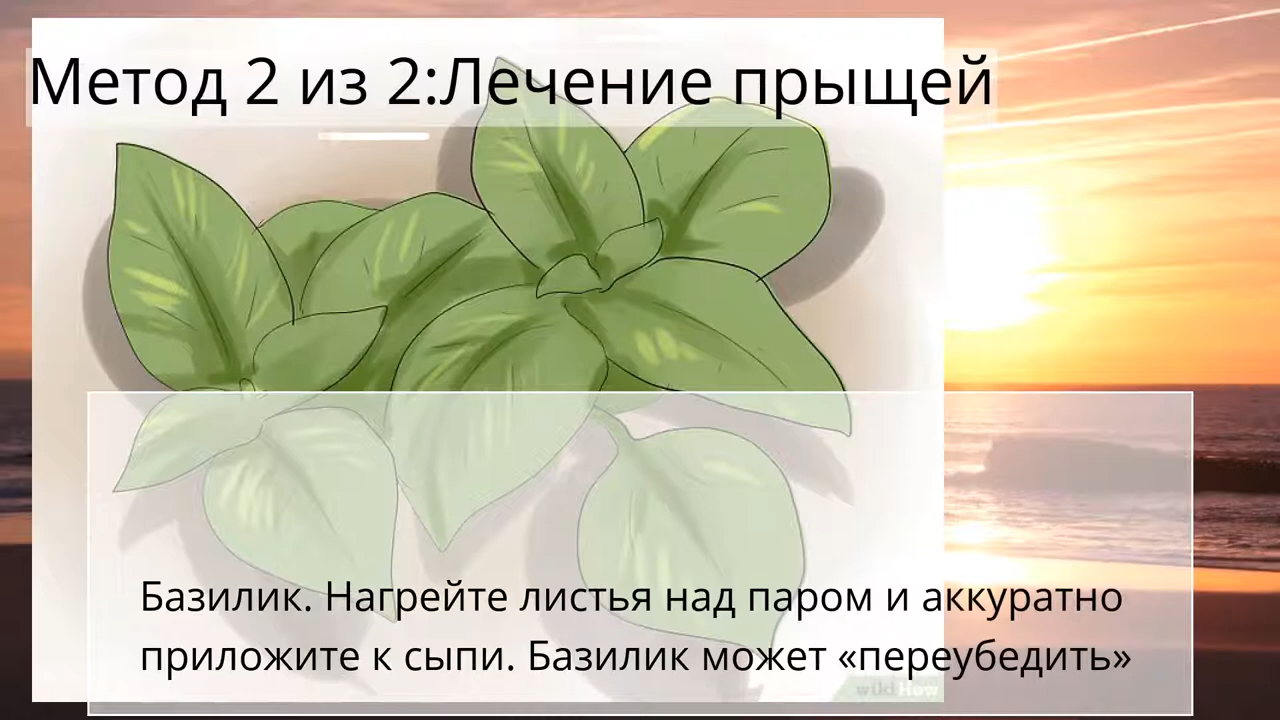 Метод 2 из 2:Лечение прыщей
Базилик. Нагрейте листья над паром и аккуратно
приложите к сыпи. Базилик может «переубедить»
wikiHow